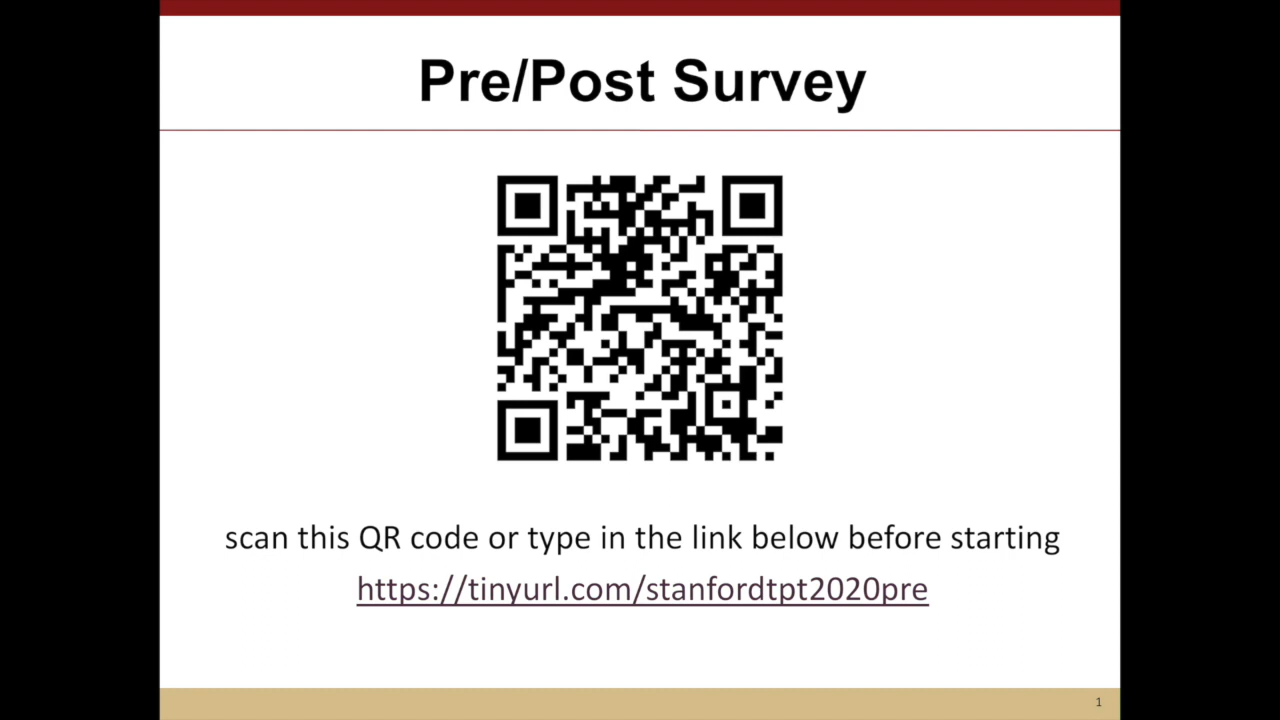 Pre/Post Survey
scan this QR code or type in the link below before starting
https://tinyurl.com/stanfordtpt2020pre
1